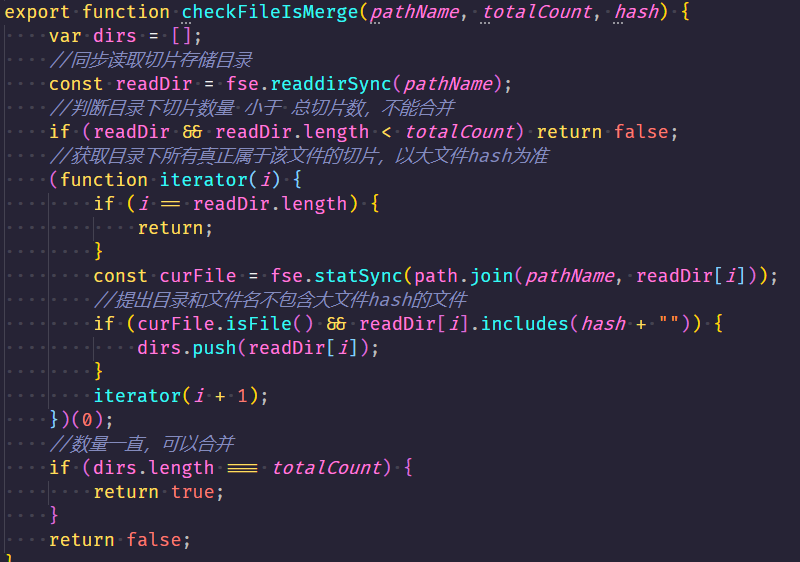 export function checkFileIsMerge(pathName, totalCount, hash) {
    var dirs = [];
    //同步读取切片存储目录
    const readDir = fse.readdirSync(pathName);
    //判断目录下切片数量 小于 总切片数，不能合并
    if (readDir && readDir.length < totalCount) return false;
    //获取目录下所有真正属于该文件的切片，以大文件hash为准
    (function iterator(i) {
        if (i == readDir.length) {
            return;
        }
        const curFile = fse.statSync(path.join(pathName, readDir[i]));
        //提出目录和文件名不包含大文件hash的文件
        if (curFile.isFile() && readDir[i].includes(hash + "")) {
            dirs.push(readDir[i]);
        }
        iterator(i + 1);
    })(0);
    //数量一直，可以合并
    if (dirs.length === totalCount) {
        return true;
    }
    return false;
}